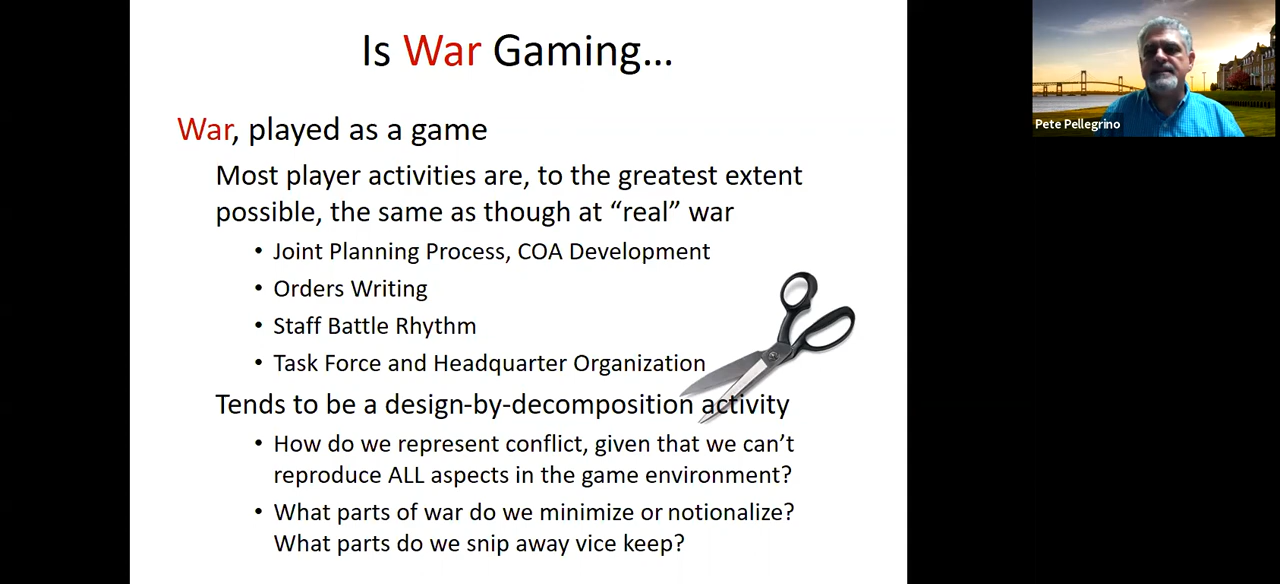 Is War Gaming...
War, played as a game
Most player activities are, to the greatest extent
possible, the same as though at “real” war
• Joint Planning Process, COA Development
• Orders Writing
• Staff Battle Rhythm
• Task Force and Headquarter Organization
Tends to be a design-by-decomposition activity
• How do we represent conflict, given that we can’t
reproduce ALL aspects in the game environment?
• What parts of war do we minimize or notionalize?
What parts do we snip away vice keep?
Pete Pellegrino